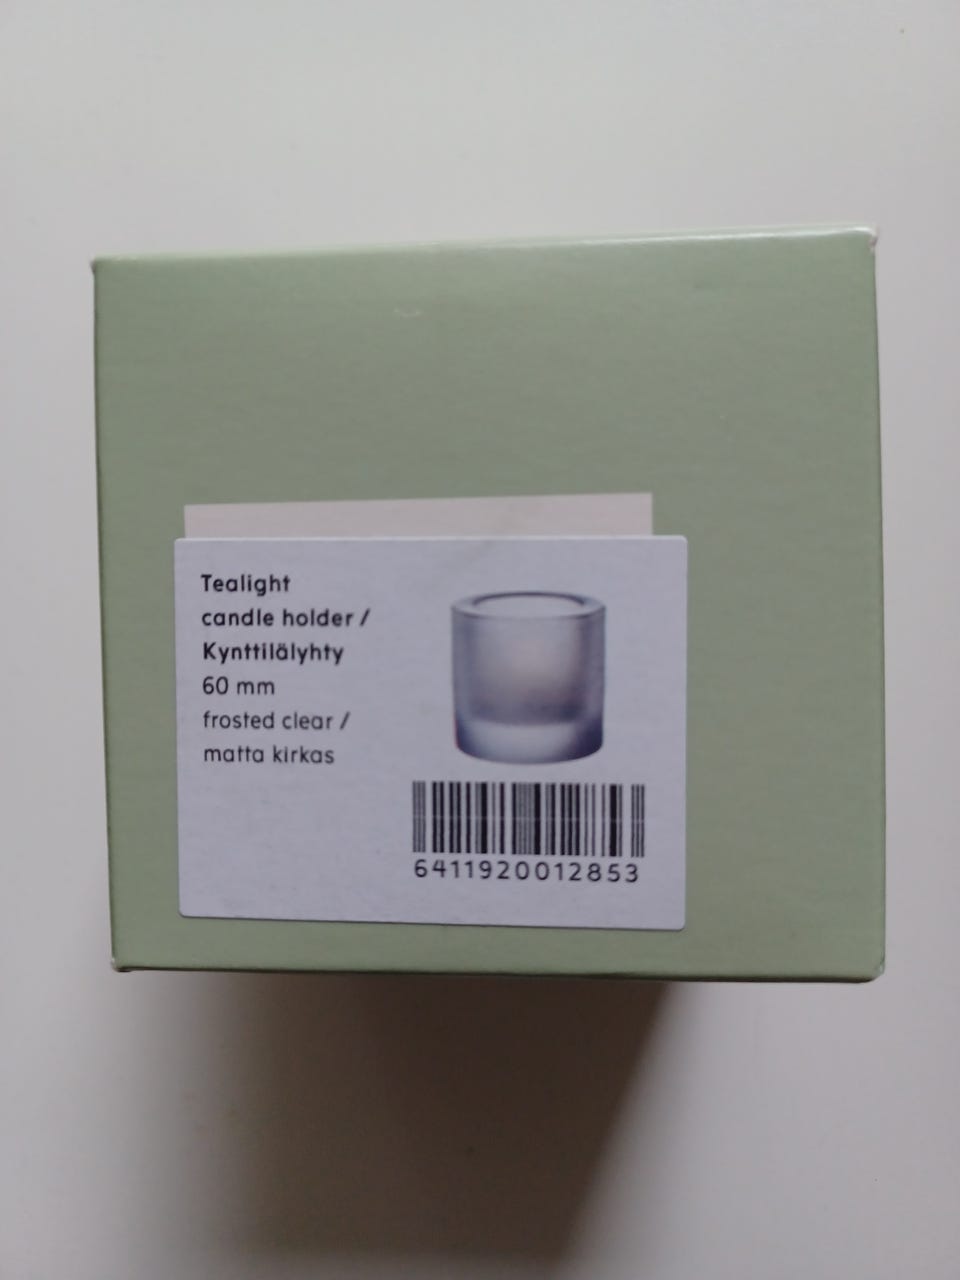 Tealight
candle holder /
Kynttilälyhty
60 mm
frosted clear /
matta kirkas
6411920012853